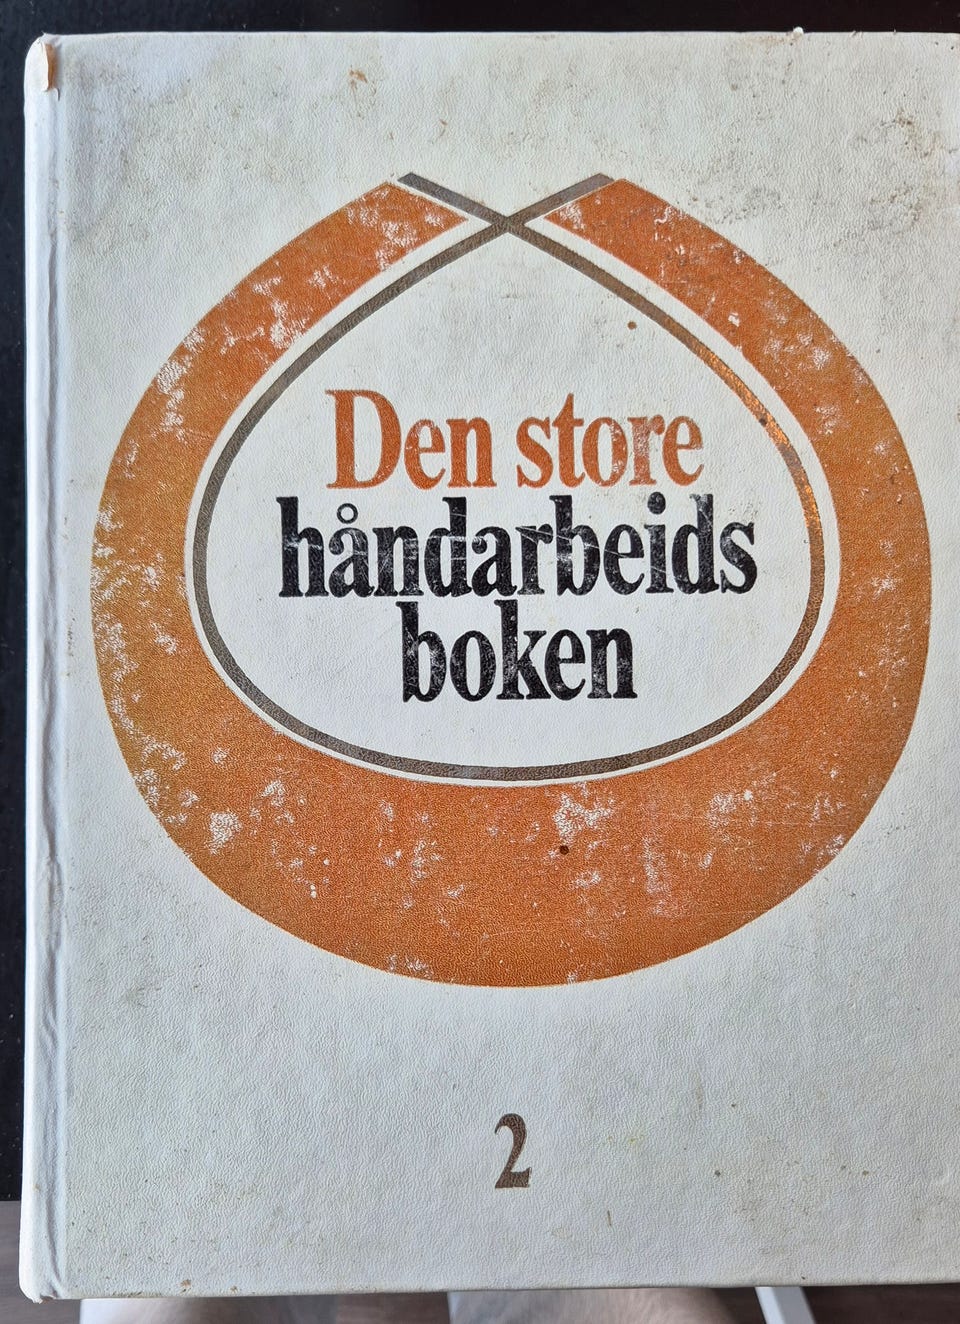 Den store
håndarbeids
boken
2